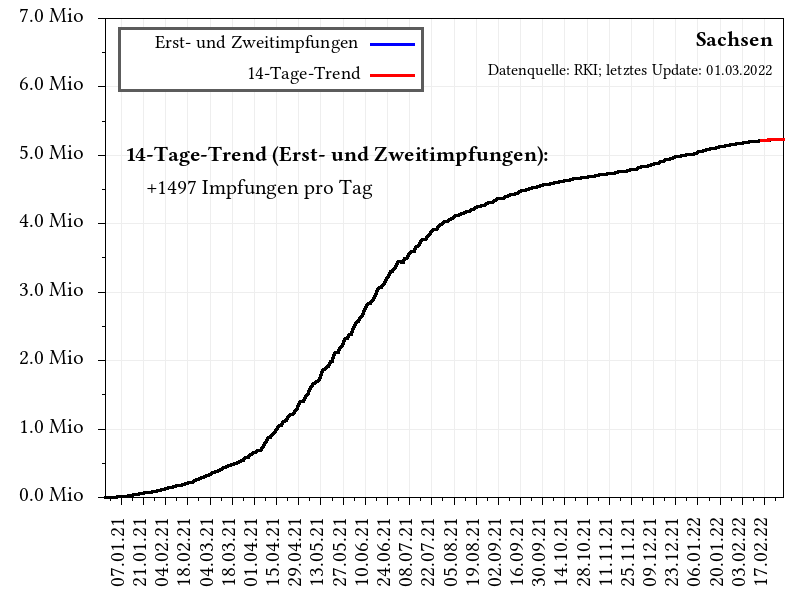 7.0 Mio
6.0 Mio
5.0 Mio
4.0 Mio
3.0 Mio
2.0 Mio
1.0 Mio
0.0 Mio
Erst- und Zweitimpfungen
14-Tage-Trend
Sachsen
Datenquelle: RKI; letztes Update: 01.03.2022
14-Tage-Trend (Erst- und Zweitimpfungen):
+1497 Impfungen pro Tag
07.01.21
21.01.21
04.02.21
18.02.21
04.03.21
18.03.21
01.04.21
15.04.21
29.04.21
13.05.21
27.05.21
10.06.21
24.06.21
08.07.21
22.07.21
05.08.21
19.08.21
02.09.21
16.09.21
30.09.21
14.10.21
28.10.21
11.11.21
25.11.21
09.12.21
23.12.21
06.01.22
20.01.22
03.02.22
17.02.22